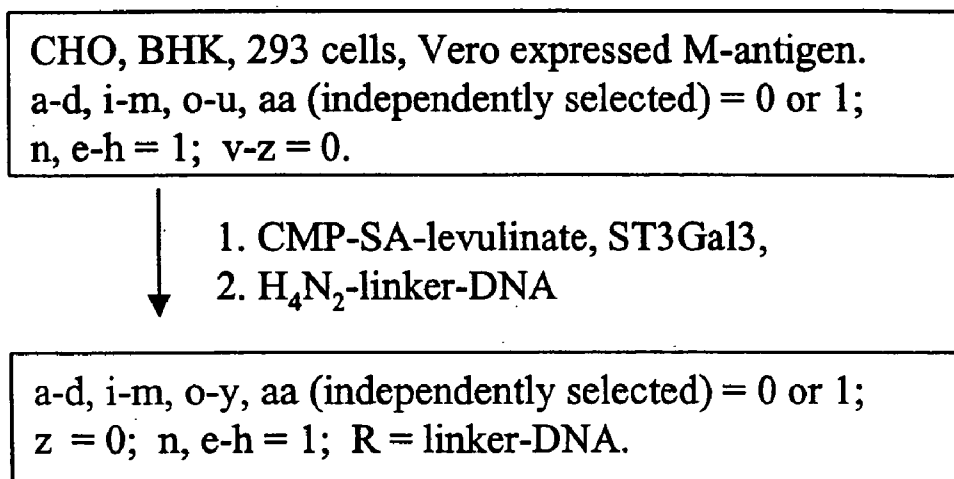 CHO, BHK, 293 cells, Vero expressed M-antigen.
a-d, i-m, o-u, aa (independently selected) = 0 or 1;
n, e-h = 1; v-z = 0.
1. CMP-SA-levulinate, ST3Gal3,
2. H₄N₂-linker-DNA
a-d, i-m, o-y, aa (independently selected) = 0 or 1;
z = 0; n, e-h = 1; R = linker-DNA.